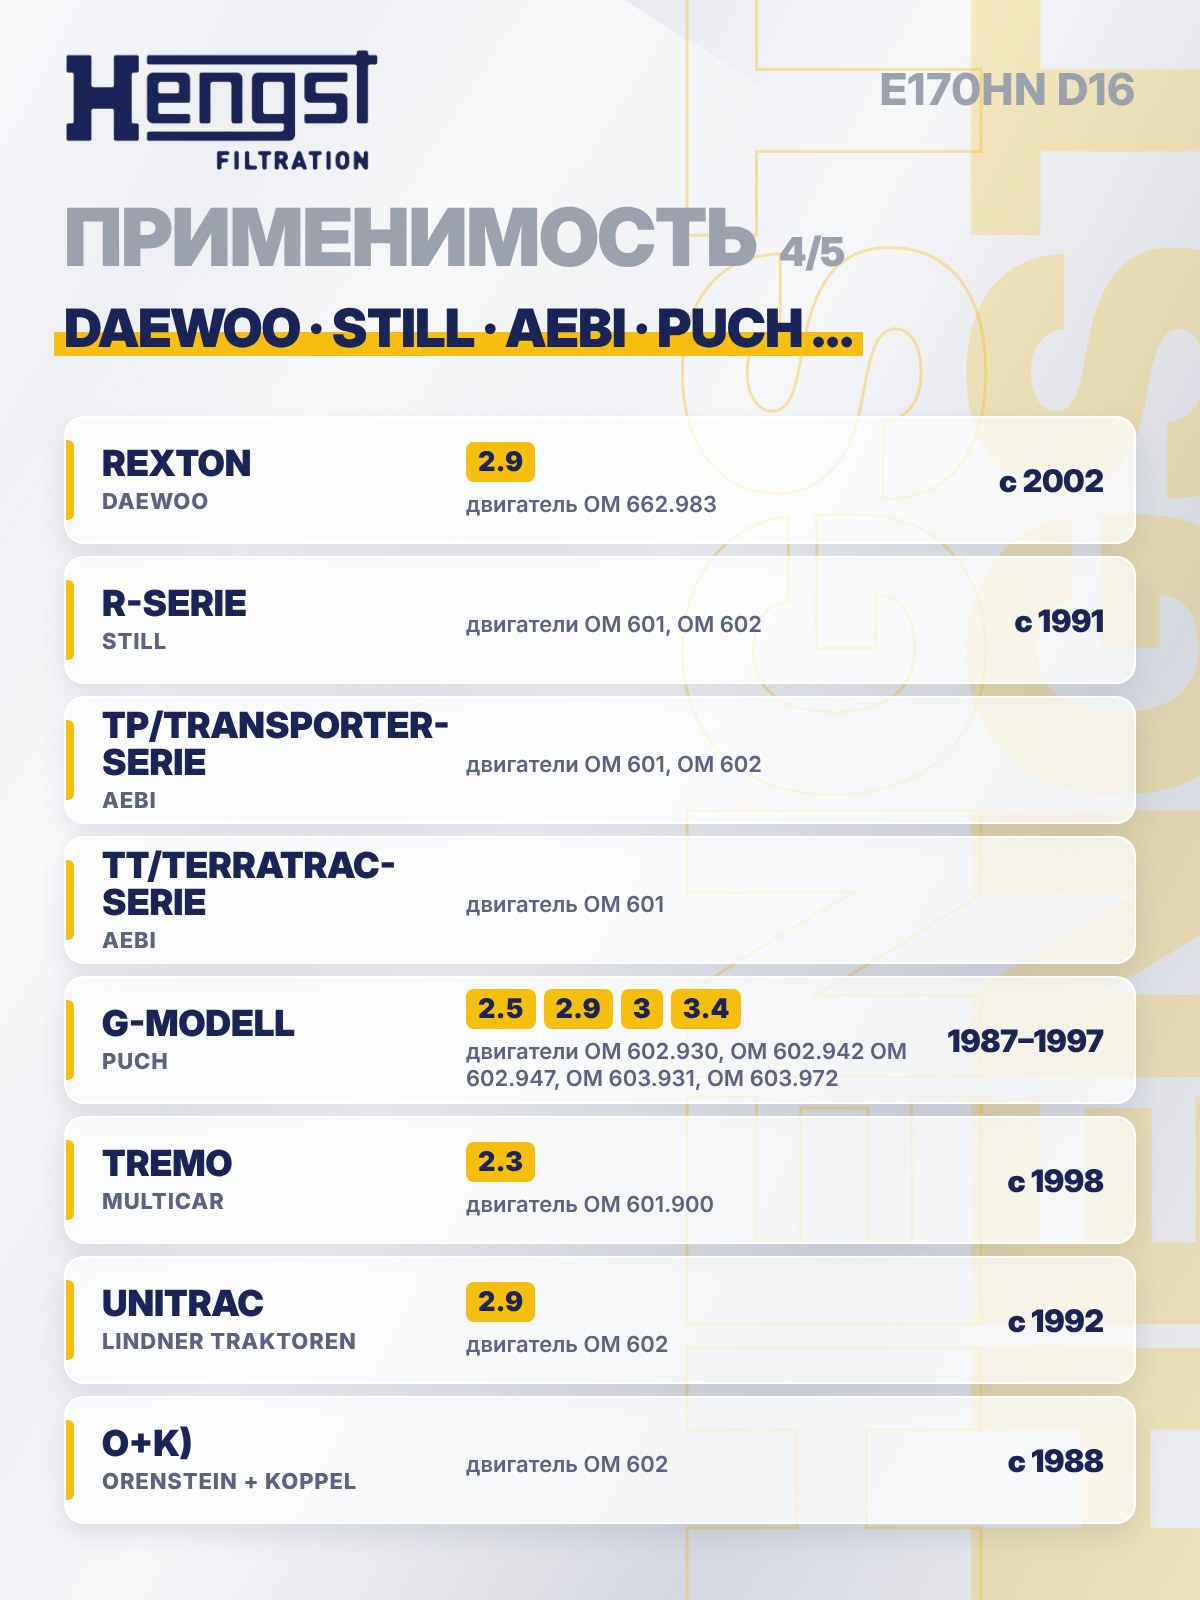 Hengst
FILTRATION
E170HN D16
ПРИМЕНИМОСТЬ 4/5
DAEWOO · STILL · AEBI · PUCH ...
REXTON
DAEWOO
2.9
двигатель OM 662.983
с 2002
R-SERIE
STILL
двигатели OM 601, OM 602
с 1991
TP/TRANSPORTER-
SERIE
AEBI
двигатели OM 601, OM 602
TT/TERRATRAC-
SERIE
AEBI
двигатель OM 601
G-MODELL
PUCH
2.5 2.9 3 3.4
двигатели OM 602.930, OM 602.942 OM
602.947, OM 603.931, OM 603.972
1987–1997
TREMO
MULTICAR
2.3
двигатель OM 601.900
с 1998
UNITRAC
LINDNER TRAKTOREN
2.9
двигатель OM 602
с 1992
O+K)
ORENSTEIN + KOPPEL
двигатель OM 602
с 1988
HENGST
HENGST